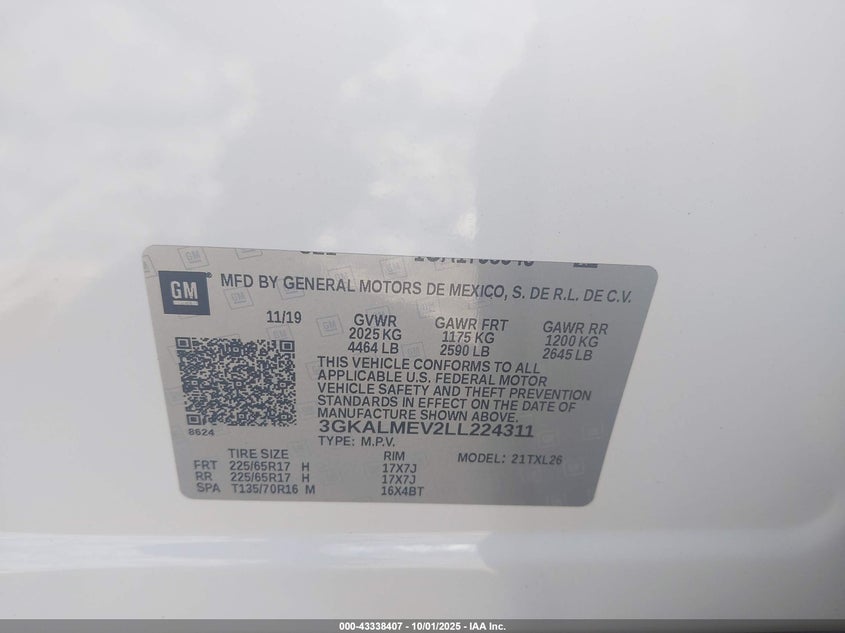 GM
MFD BY GENERAL MOTORS DE MEXICO, S. DE R.L. DE C.V.
11/19 GVWR GAWR FRT GAWR RR
2025 KG 1175 KG 1200 KG
4464 LB 2590 LB 2645 LB
THIS VEHICLE CONFORMS TO ALL
APPLICABLE U.S. FEDERAL MOTOR
VEHICLE SAFETY AND THEFT PREVENTION
STANDARDS IN EFFECT ON THE DATE OF
MANUFACTURE SHOWN ABOVE.
8624
3GKALMEV2LL224311
TYPE: M.P.V.
TIRE SIZE RIM MODEL: 21TXL26
FRT 225/65R17 H 17X7J
RR 225/65R17 H 17X7J
SPA T135/70R16 M 16X4BT
000-43338407 - 10/01/2025 - IAA Inc.